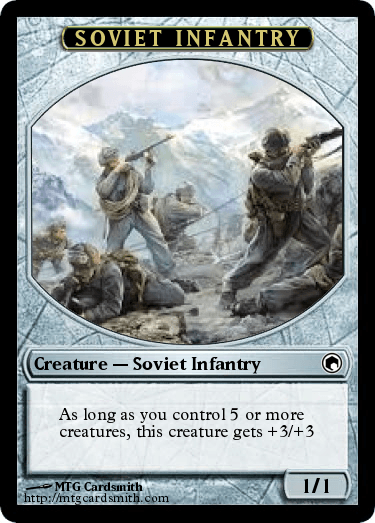 SOVIET INFANTRY
Creature — Soviet Infantry
As long as you control 5 or more
creatures, this creature gets +3/+3
MTG Cardsmith
1/1
http://mtgcardsmith.com